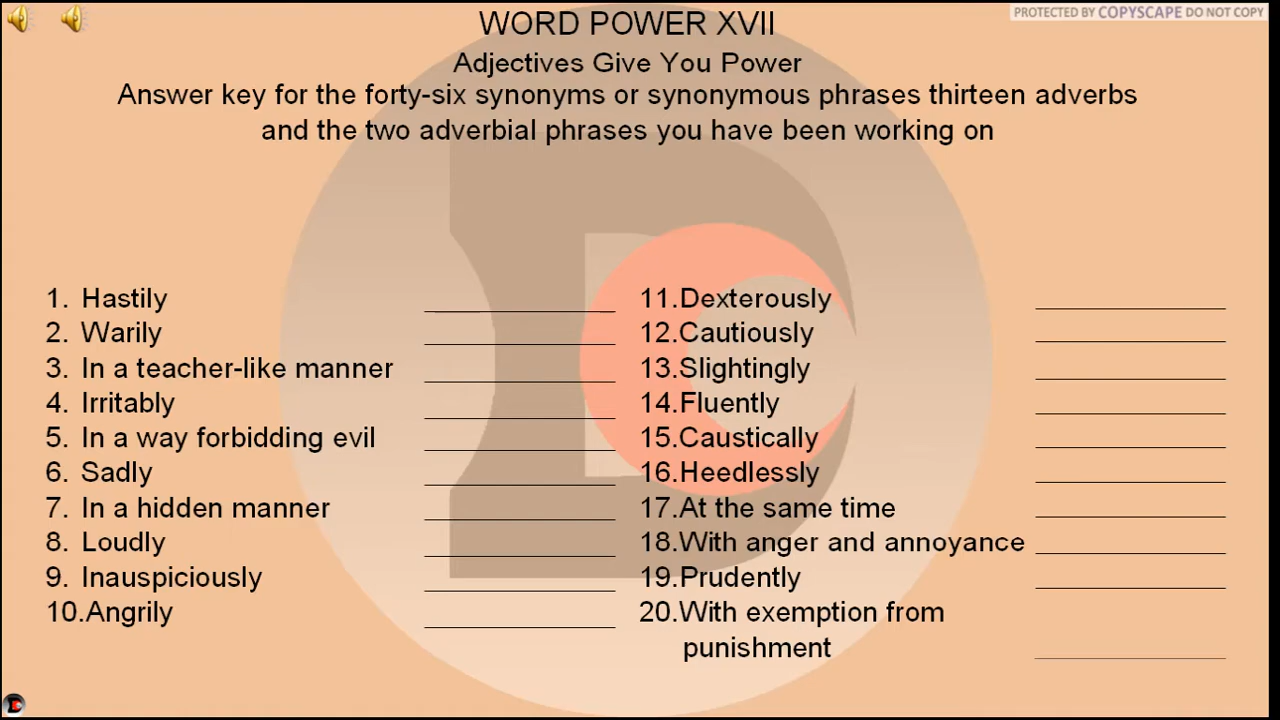 WORD POWER XVII
PROTECTED BY COPYSCAPE DO NOT COPY
Adjectives Give You Power
Answer key for the forty-six synonyms or synonymous phrases thirteen adverbs
and the two adverbial phrases you have been working on
1. Hastily
2. Warily
3. In a teacher-like manner
4. Irritably
5. In a way forbidding evil
6. Sadly
7. In a hidden manner
8. Loudly
9. Inauspiciously
10.Angrily
11.Dexterously
12.Cautiously
13.Slightingly
14.Fluently
15.Caustically
16.Heedlessly
17.At the same time
18.With anger and annoyance
19.Prudently
20.With exemption from
punishment